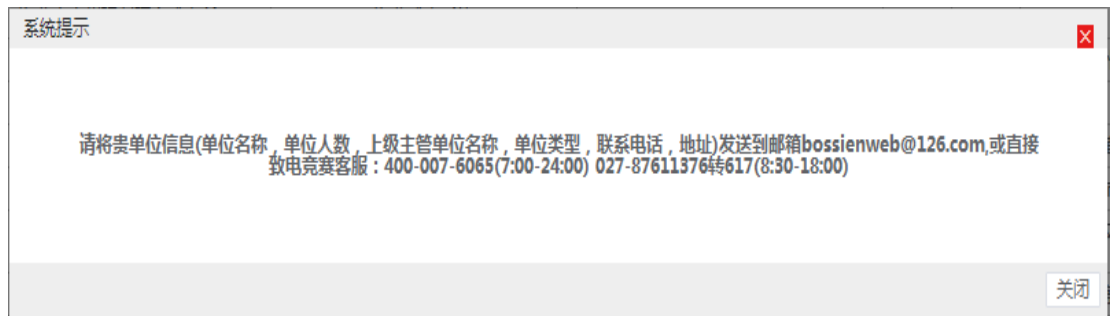 系统提示
X
请将贵单位信息(单位名称，单位人数，上级主管单位名称，单位类型，联系电话，地址)发送到邮箱bossienweb@126.com,或直接
致电竞赛客服：400-007-6065(7:00-24:00) 027-87611376转617(8:30-18:00)
关闭